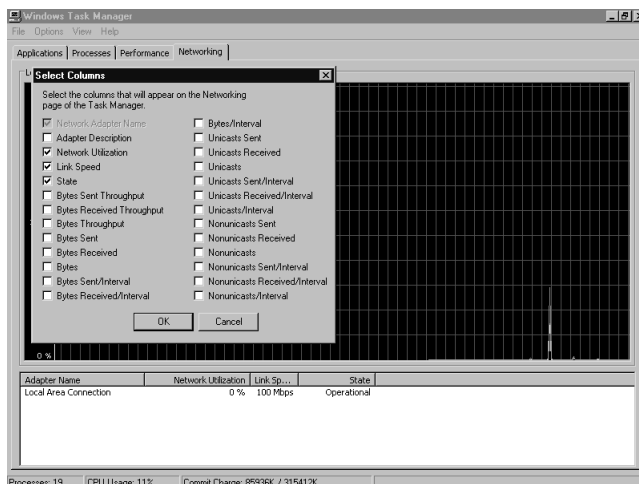 Windows Task Manager
File Options View Help
Applications Processes Performance Networking
Select Columns
Select the columns that will appear on the Networking
page of the Task Manager.
Network Adapter Name
Adapter Description
Network Utilization
Link Speed
State
Bytes Sent Throughput
Bytes Received Throughput
Bytes Throughput
Bytes Sent
Bytes Received
Bytes
Bytes Sent/Interval
Bytes Received/Interval
Bytes/Interval
Unicasts Sent
Unicasts Received
Unicasts
Unicasts Sent/Interval
Unicasts Received/Interval
Unicasts/Interval
Nonunicasts Sent
Nonunicasts Received
Nonunicasts
Nonunicasts Sent/Interval
Nonunicasts Received/Interval
Nonunicasts/Interval
OK Cancel
0 %
Adapter Name Network Utilization Link Sp... State
Local Area Connection 0 % 100 Mbps Operational
Processes: 19 CPU Usage: 11% Commit Charge: 85936K / 315412K